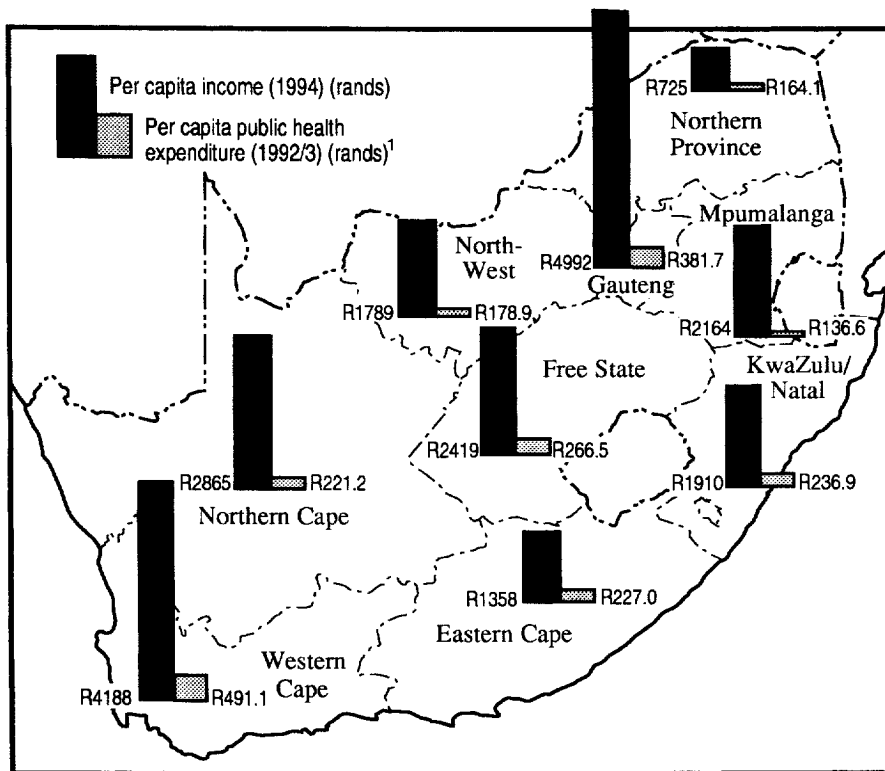 Per capita income (1994) (rands)
Per capita public health
expenditure (1992/3) (rands)¹
R725
R164.1
Northern
Province
Mpumalanga
North-
West
R4992
R381.7
Gauteng
R1789
R178.9
R2164
R136.6
Free State
KwaZulu/
Natal
R2419
R266.5
R2865
R221.2
R1910
R236.9
Northern Cape
R1358
R227.0
Eastern Cape
Western
Cape
R4188
R491.1